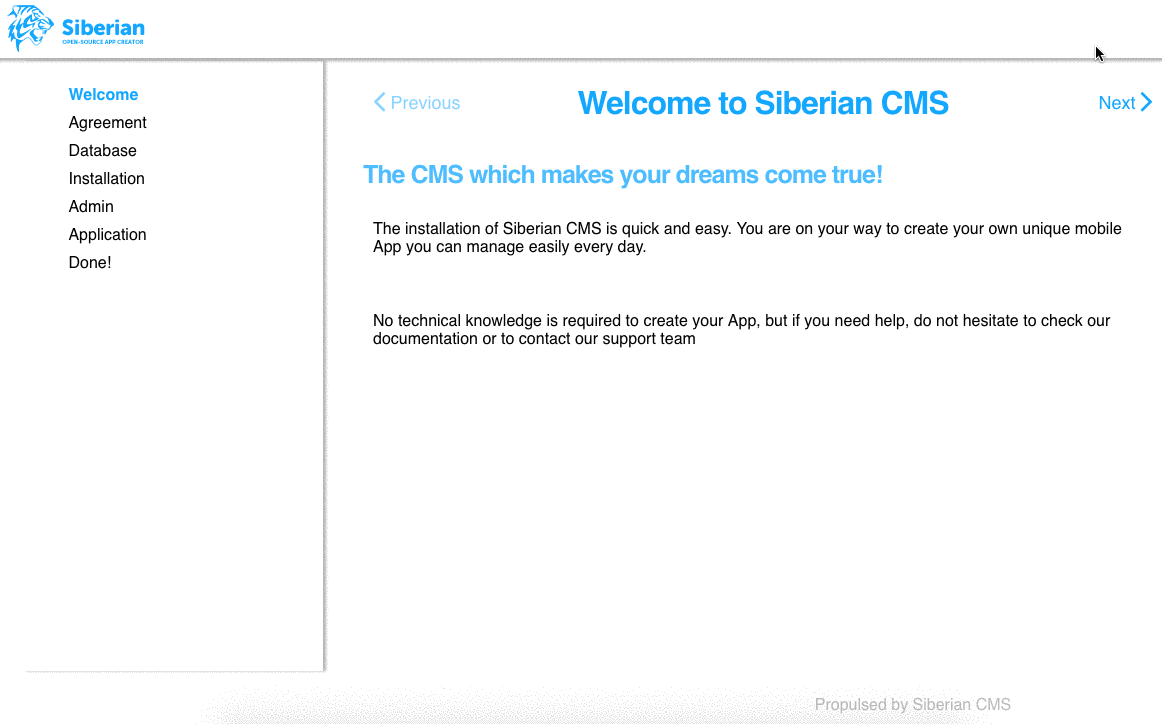 Siberian
OPEN-SOURCE APP CREATOR
Welcome
Agreement
Database
Installation
Admin
Application
Done!
Previous
Welcome to Siberian CMS
Next
The CMS which makes your dreams come true!
The installation of Siberian CMS is quick and easy. You are on your way to create your own unique mobile
App you can manage easily every day.
No technical knowledge is required to create your App, but if you need help, do not hesitate to check our
documentation or to contact our support team
Propulsed by Siberian CMS